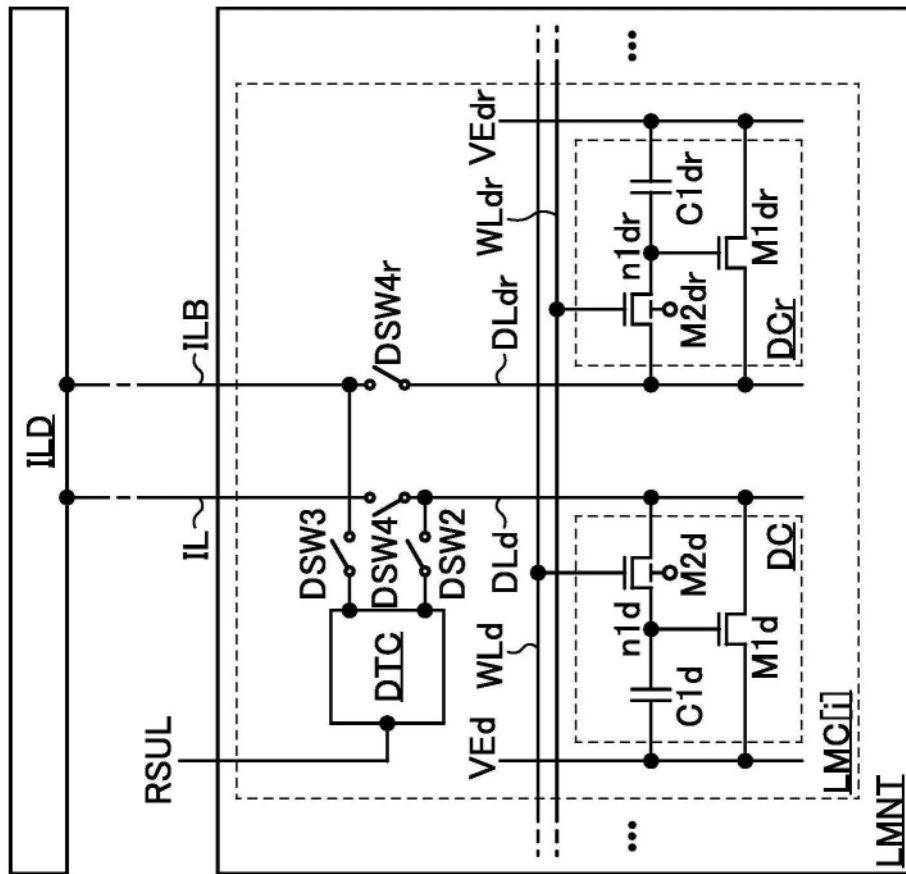 ILD
IL
ILB
RSUL
DSW3
DSW4
DSW2
DSW4r
DTC
DLd
DLdr
WLd
WLdr
VEd
VEdr
n1d
n1dr
C1d
C1dr
M2d
M2dr
M1d
M1dr
DC
DCr
LMC[i]
LMNT